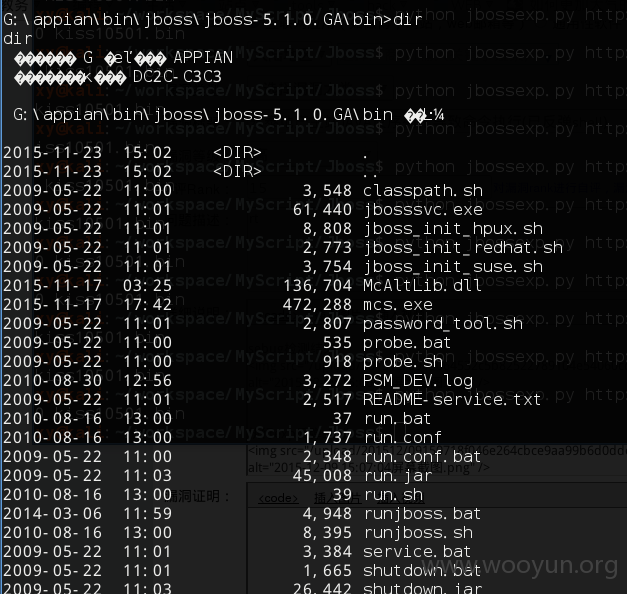 G:\appian\bin\jboss\jboss-5.1.0.GA\bin>dir
dir
G APPIAN
DC2C-C3C3
G:\appian\bin\jboss\jboss-5.1.0.GA\bin
2015-11-23 15:02 <DIR> .
2015-11-23 15:02 <DIR> ..
2009-05-22 11:00 3,548 classpath.sh
2009-05-22 11:01 61,440 jbosssvc.exe
2009-05-22 11:01 8,808 jboss_init_hpux.sh
2009-05-22 11:01 2,773 jboss_init_redhat.sh
2009-05-22 11:01 3,754 jboss_init_suse.sh
2015-11-17 03:25 136,704 McAltLib.dll
2015-11-17 17:42 472,288 mcs.exe
2009-05-22 11:01 2,807 password_tool.sh
2009-05-22 11:00 535 probe.bat
2009-05-22 11:00 918 probe.sh
2010-08-30 12:56 3,272 PSM_DEV.log
2009-05-22 11:01 2,517 README-service.txt
2010-08-16 13:00 37 run.bat
2010-08-16 13:00 1,737 run.conf
2009-05-22 11:00 2,348 run.conf.bat
2009-05-22 11:03 45,008 run.jar
2010-08-16 13:00 39 run.sh
2014-03-06 11:59 4,948 runjboss.bat
2010-08-16 13:00 8,395 runjboss.sh
2009-05-22 11:01 3,384 service.bat
2009-05-22 11:01 1,665 shutdown.bat
2009-05-22 11:03 26,442 shutdown.jar
www.wooyun.org